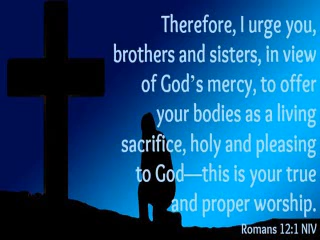 Therefore, I urge you,
brothers and sisters, in view
of God's mercy, to offer
your bodies as a living
sacrifice, holy and pleasing
to God—this is your true
and proper worship.
Romans 12:1 NIV